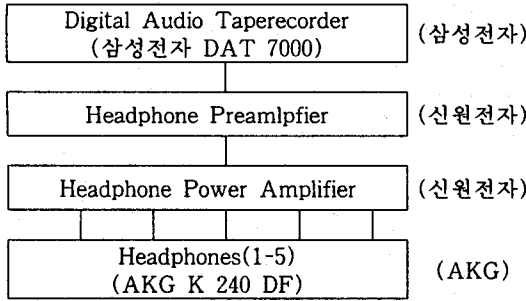 Digital Audio Taperecorder
(삼성전자 DAT 7000)
(삼성전자)
Headphone Preamlpfier
(신원전자)
Headphone Power Amplifier
(신원전자)
Headphones(1-5)
(AKG K 240 DF)
(AKG)